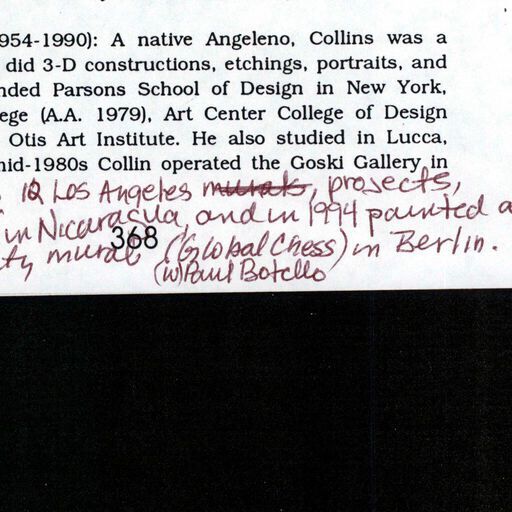 954-1990): A native Angeleno, Collins was a
did 3-D constructions, etchings, portraits, and
nded Parsons School of Design in New York,
ege (A.A. 1979), Art Center College of Design
Otis Art Institute. He also studied in Lucca,
nid-1980s Collin operated the Goski Gallery in
12 Los Angeles murals, projects,
in Nicaragua, and in 1994 painted a
ty mural (Global Chess) in Berlin.
368
(w/Paul Botello